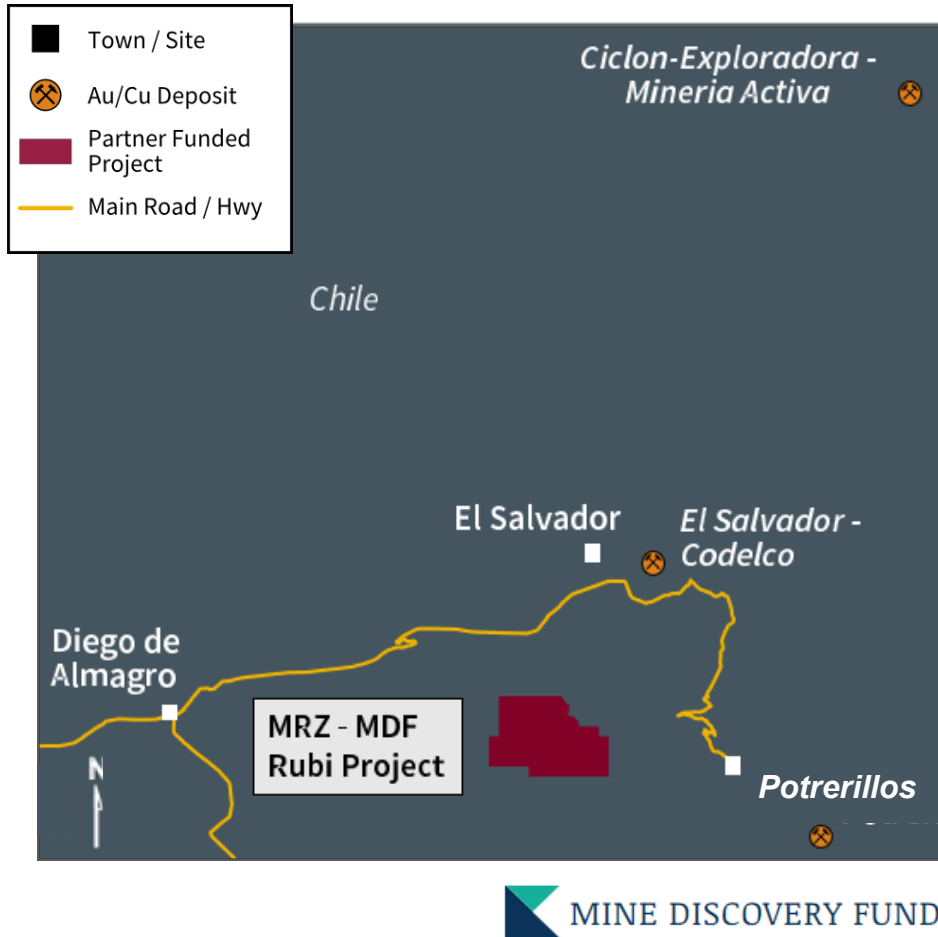 Town / Site
Au/Cu Deposit
Partner Funded
Project
Main Road / Hwy
Ciclon-Exploradora -
Mineria Activa
Chile
El Salvador
El Salvador -
Codelco
Diego de
Almagro
MRZ - MDF
Rubi Project
N
Potrerillos
MINE DISCOVERY FUND